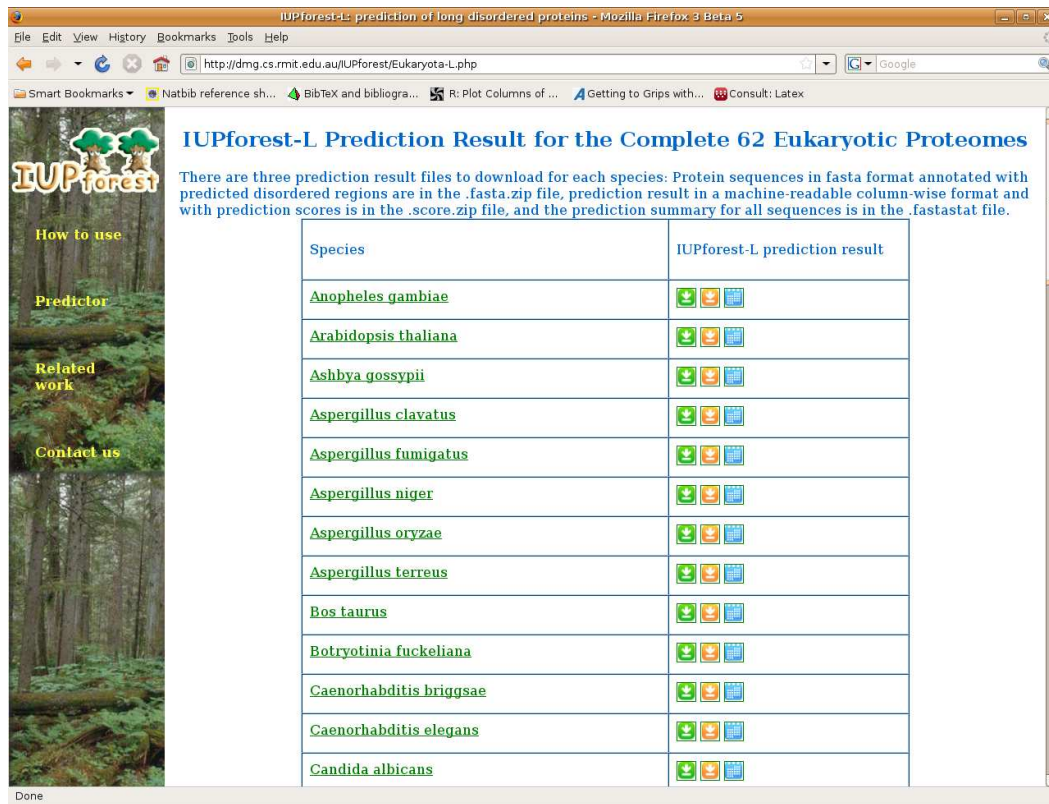 IUPforest-L: prediction of long disordered proteins - Mozilla Firefox 3 Beta 5
File Edit View History Bookmarks Tools Help
http://dmg.cs.rmit.edu.au/IUPforest/Eukaryota-L.php
Google
Smart Bookmarks
Natbib reference sh...
BibTeX and bibliogra...
R: Plot Columns of ...
Getting to Grips with...
Consult: Latex
IUPforest
How to use
Predictor
Related
work
Contact us
IUPforest-L Prediction Result for the Complete 62 Eukaryotic Proteomes
There are three prediction result files to download for each species: Protein sequences in fasta format annotated with
predicted disordered regions are in the .fasta.zip file, prediction result in a machine-readable column-wise format and
with prediction scores is in the .score.zip file, and the prediction summary for all sequences is in the .fastastat file.
Species
IUPforest-L prediction result
Anopheles gambiae
Arabidopsis thaliana
Ashbya gossypii
Aspergillus clavatus
Aspergillus fumigatus
Aspergillus niger
Aspergillus oryzae
Aspergillus terreus
Bos taurus
Botryotinia fuckeliana
Caenorhabditis briggsae
Caenorhabditis elegans
Candida albicans
Done